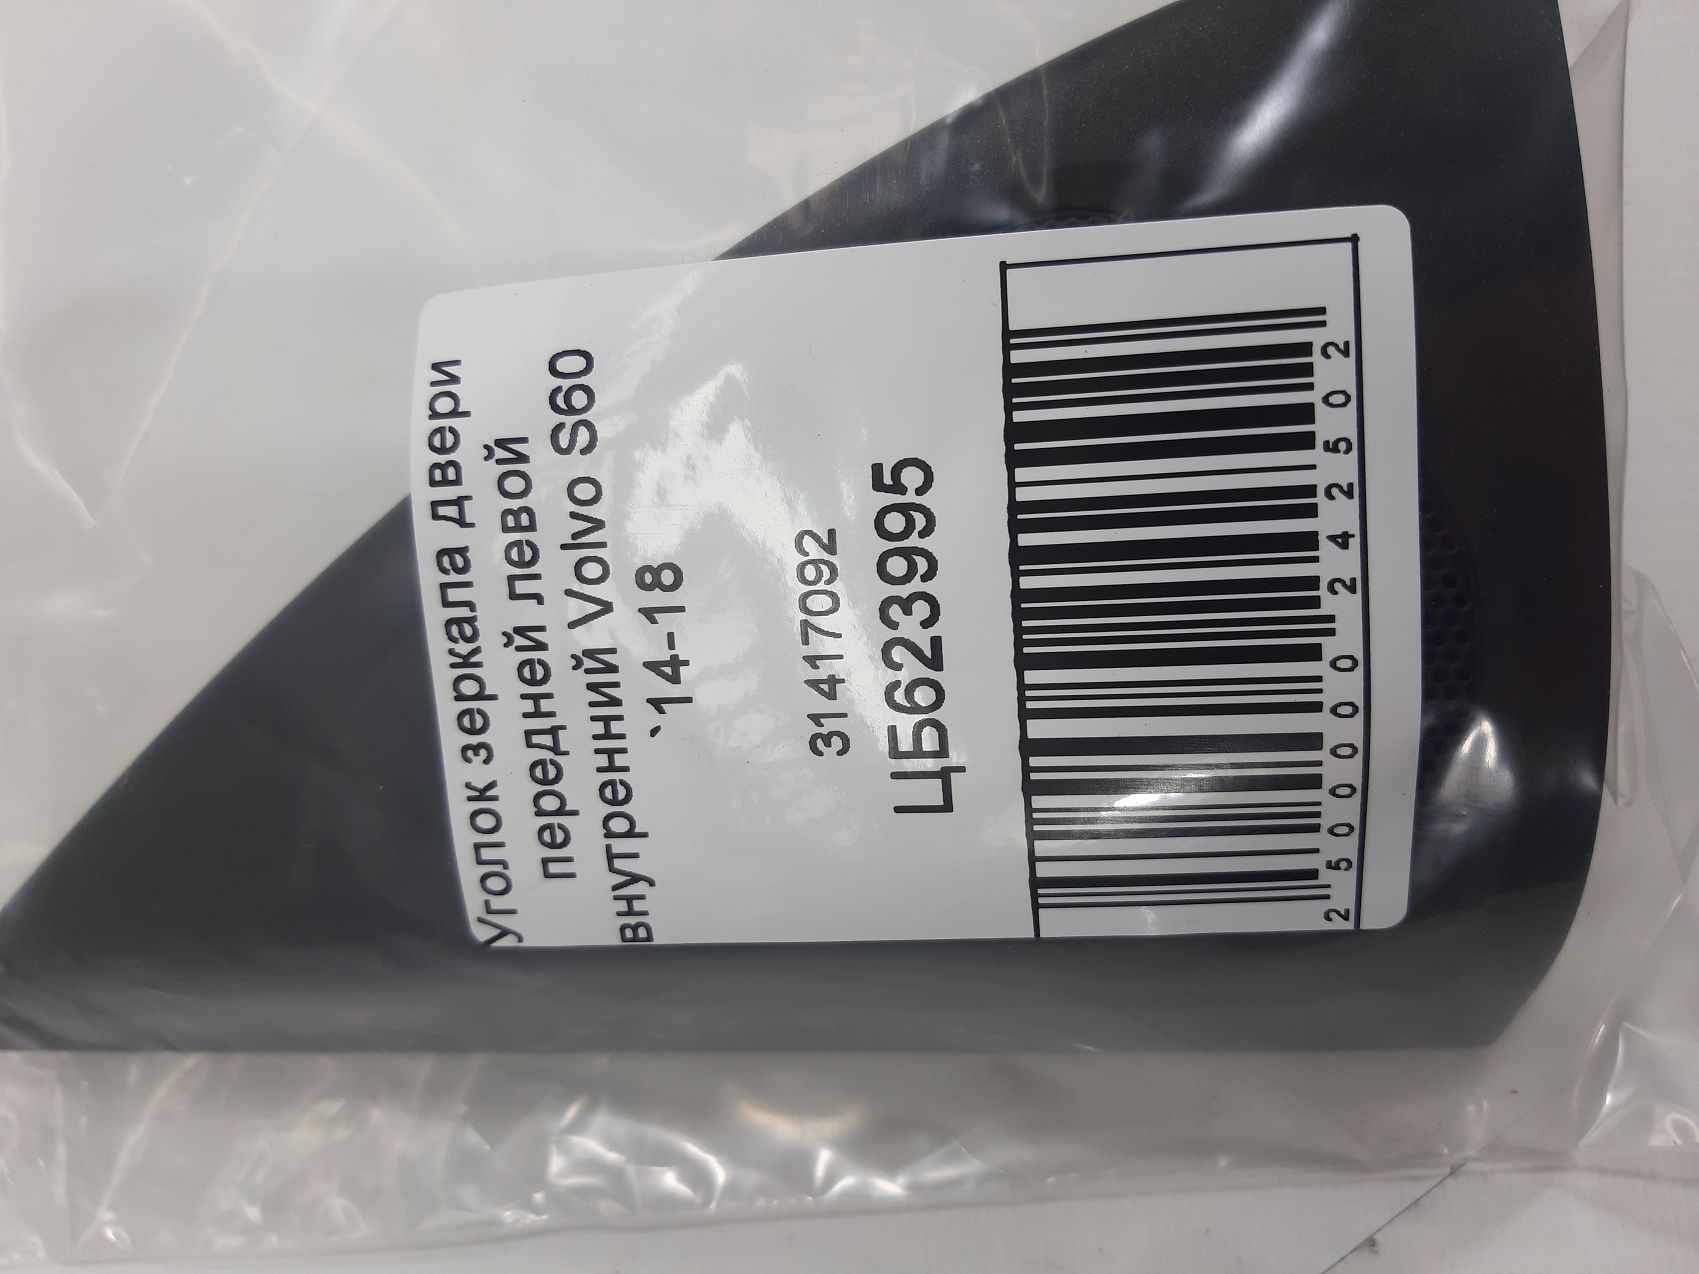 Уголок зеркала двери
передней левой
внутренний Volvo S60
`14-18
31417092
ЦБ623995
2500000242502